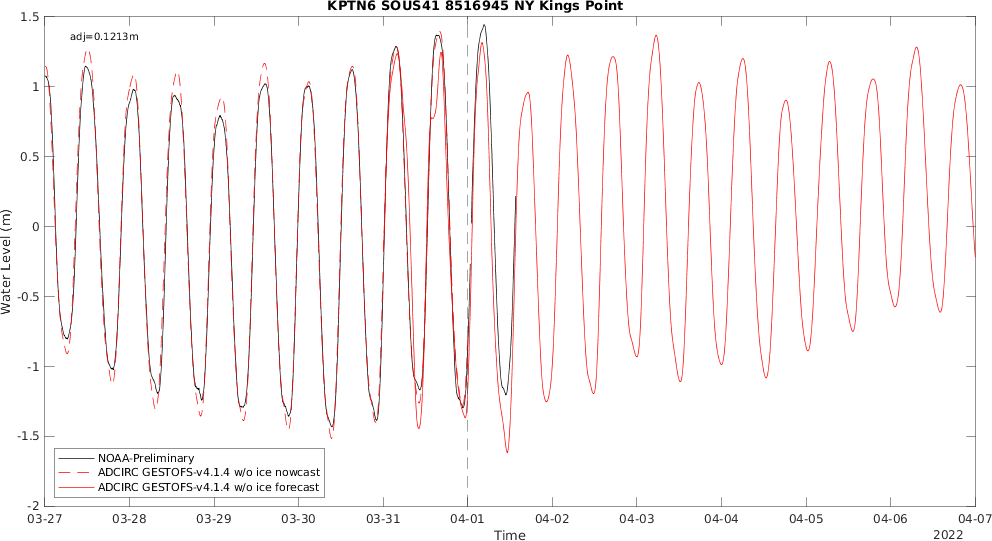 KPTN6 SOUS41 8516945 NY Kings Point
adj=0.1213m
1.5
1
0.5
0
-0.5
-1
-1.5
-2
Water Level (m)
NOAA-Preliminary
ADCIRC GESTOFS-v4.1.4 w/o ice nowcast
ADCIRC GESTOFS-v4.1.4 w/o ice forecast
03-27 03-28 03-29 03-30 03-31 04-01 04-02 04-03 04-04 04-05 04-06 04-07
Time
2022